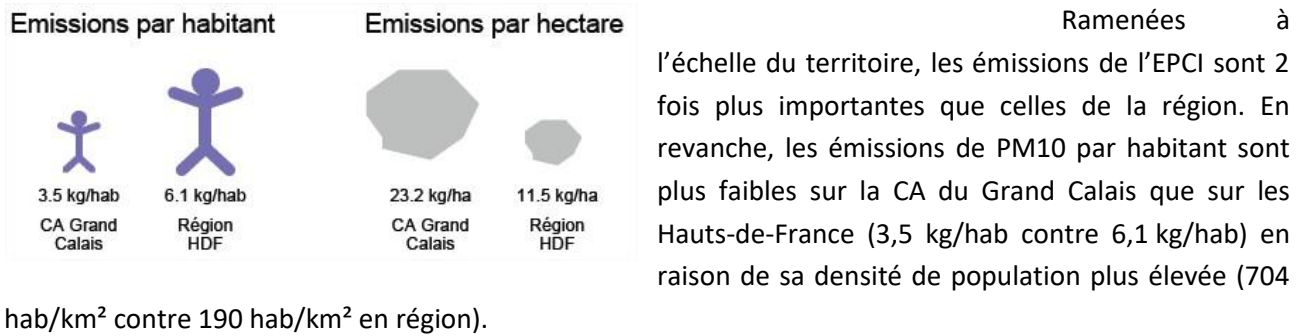 Emissions par habitant
Emissions par hectare
3.5 kg/hab
6.1 kg/hab
23.2 kg/ha
11.5 kg/ha
CA Grand
Calais
Région
HDF
CA Grand
Calais
Région
HDF
Ramenées à
l’échelle du territoire, les émissions de l’EPCI sont 2
fois plus importantes que celles de la région. En
revanche, les émissions de PM10 par habitant sont
plus faibles sur la CA du Grand Calais que sur les
Hauts-de-France (3,5 kg/hab contre 6,1 kg/hab) en
raison de sa densité de population plus élevée (704
hab/km² contre 190 hab/km² en région).